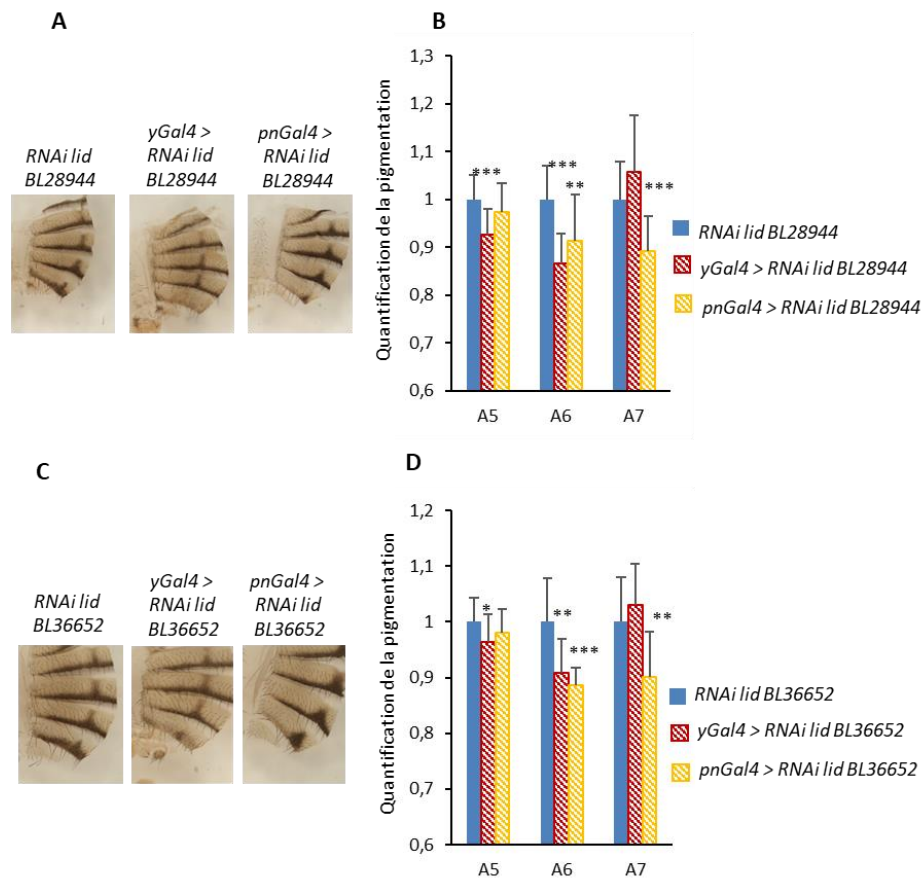 A
RNAi lid
BL28944
yGal4 >
RNAi lid
BL28944
pnGal4 >
RNAi lid
BL28944
B
Quantification de la pigmentation
1,3
1,2
1,1
1
0,9
0,8
0,7
0,6
***
***
**
***
A5
A6
A7
RNAi lid BL28944
yGal4 > RNAi lid BL28944
pnGal4 > RNAi lid BL28944
C
RNAi lid
BL36652
yGal4 >
RNAi lid
BL36652
pnGal4 >
RNAi lid
BL36652
D
Quantification de la pigmentation
1,2
1,1
1
0,9
0,8
0,7
0,6
*
**
***
**
A5
A6
A7
RNAi lid BL36652
yGal4 > RNAi lid BL36652
pnGal4 > RNAi lid BL36652